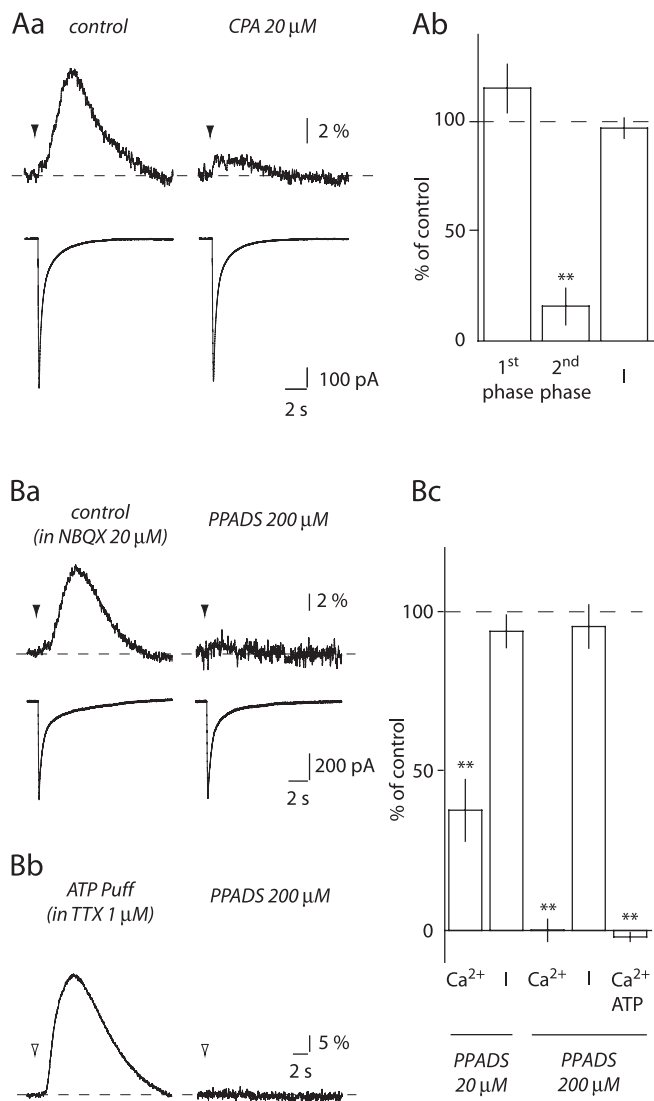 Aa
control
CPA 20 µM
2 %
100 pA
2 s
Ab
% of control
100
50
0
1st phase
2nd phase
I
Ba
control
(in NBQX 20 µM)
PPADS 200 µM
2 %
200 pA
2 s
Bb
ATP Puff
(in TTX 1 µM)
PPADS 200 µM
5 %
2 s
Bc
% of control
100
50
0
**
**
**
**
Ca2+
I
Ca2+
I
Ca2+
ATP
PPADS
20 µM
PPADS
200 µM